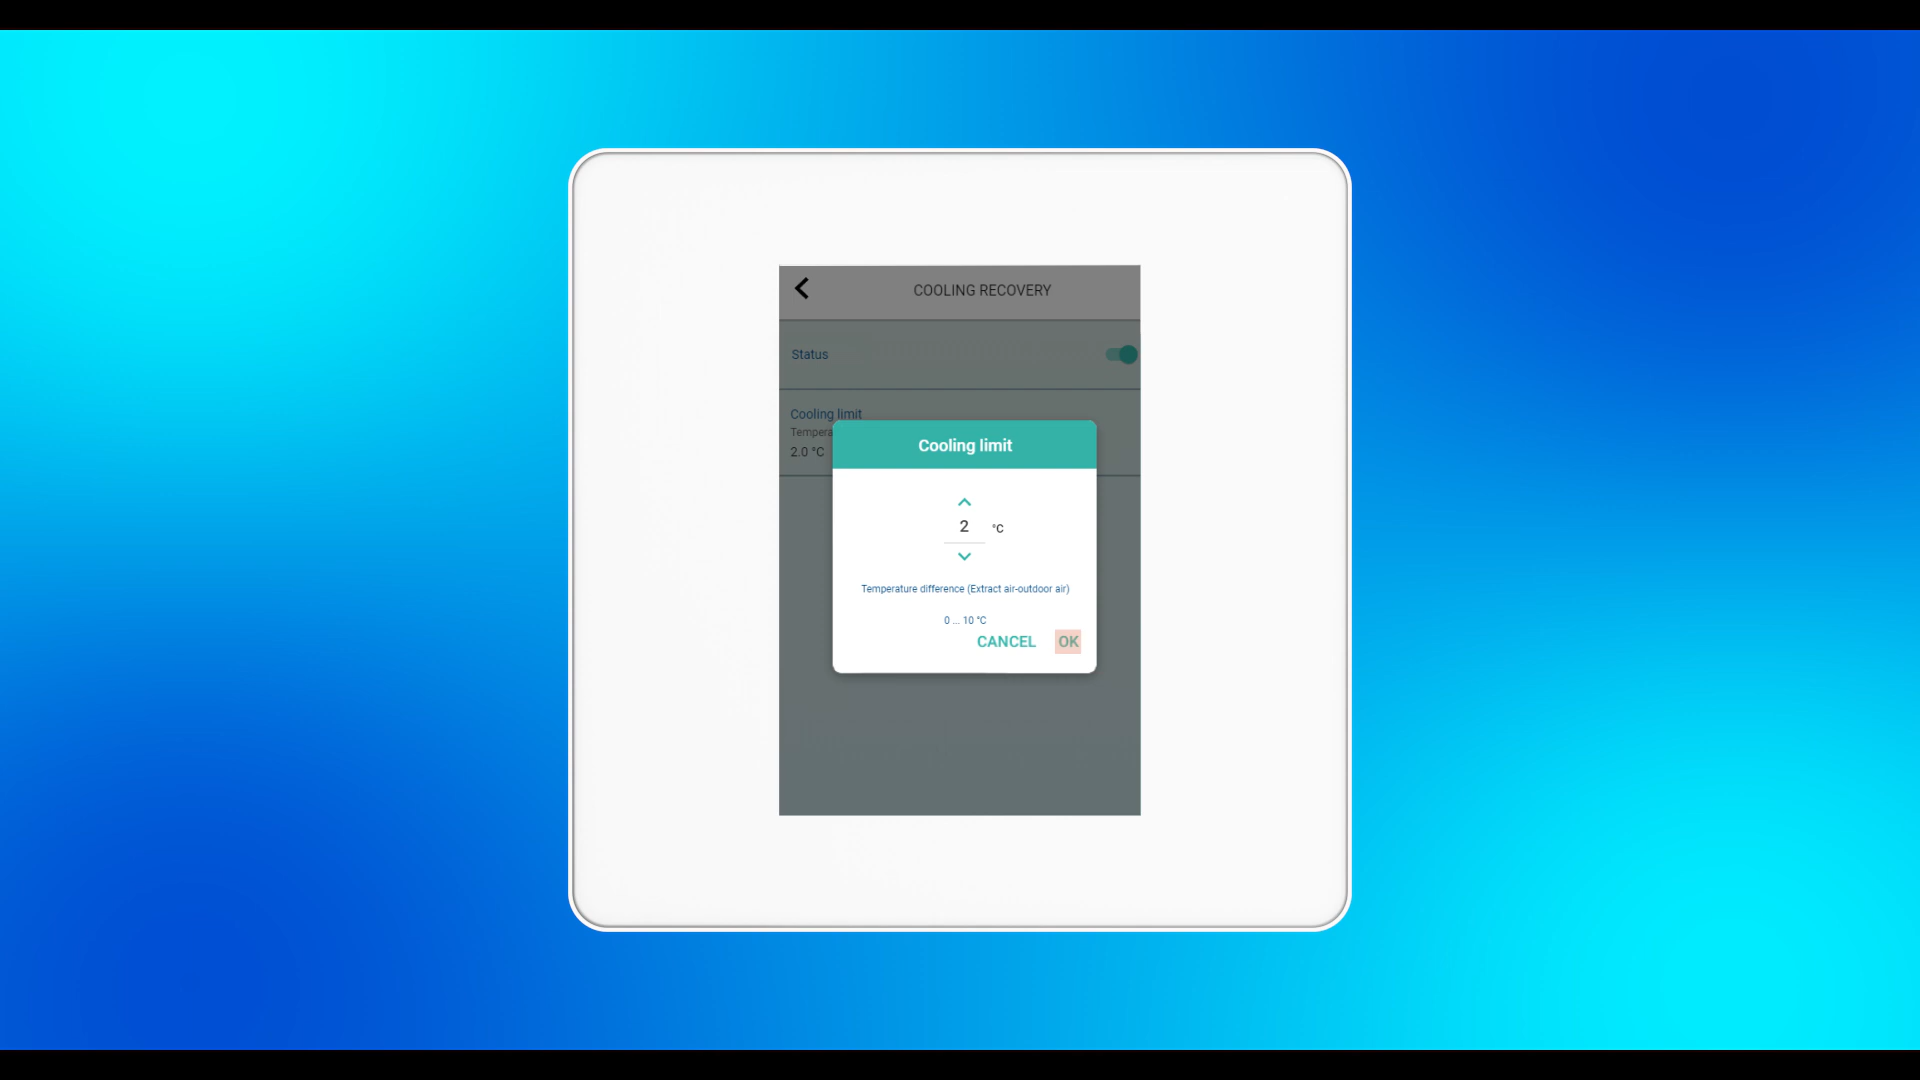 COOLING RECOVERY
Status
Cooling limit
Tempera
2.0 °C
Cooling limit
2 °C
Temperature difference (Extract air-outdoor air)
0 ... 10 °C
CANCEL OK